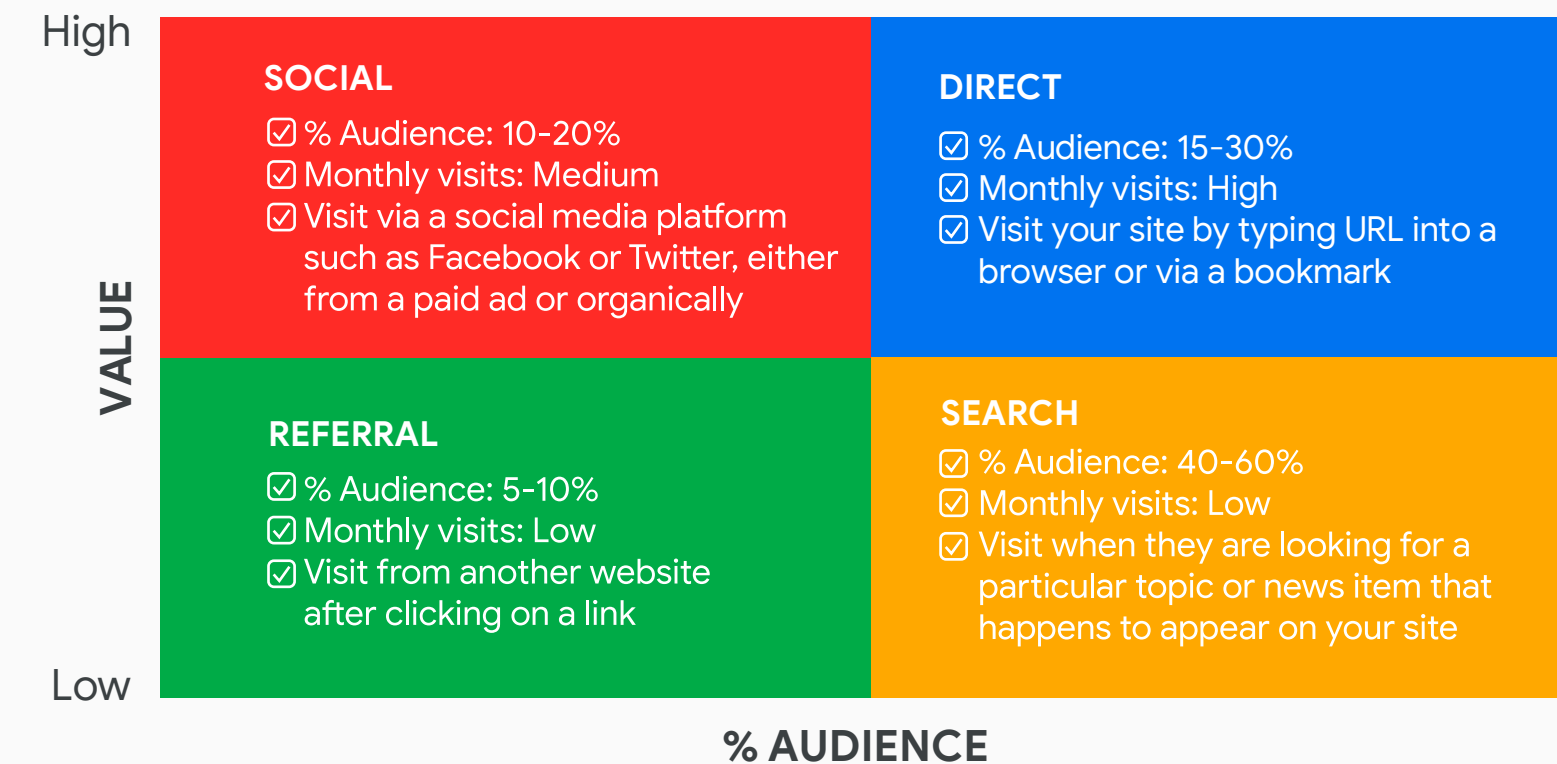 High
VALUE
Low
SOCIAL
% Audience: 10-20%
Monthly visits: Medium
Visit via a social media platform
such as Facebook or Twitter, either
from a paid ad or organically
DIRECT
% Audience: 15-30%
Monthly visits: High
Visit your site by typing URL into a
browser or via a bookmark
REFERRAL
% Audience: 5-10%
Monthly visits: Low
Visit from another website
after clicking on a link
SEARCH
% Audience: 40-60%
Monthly visits: Low
Visit when they are looking for a
particular topic or news item that
happens to appear on your site
% AUDIENCE